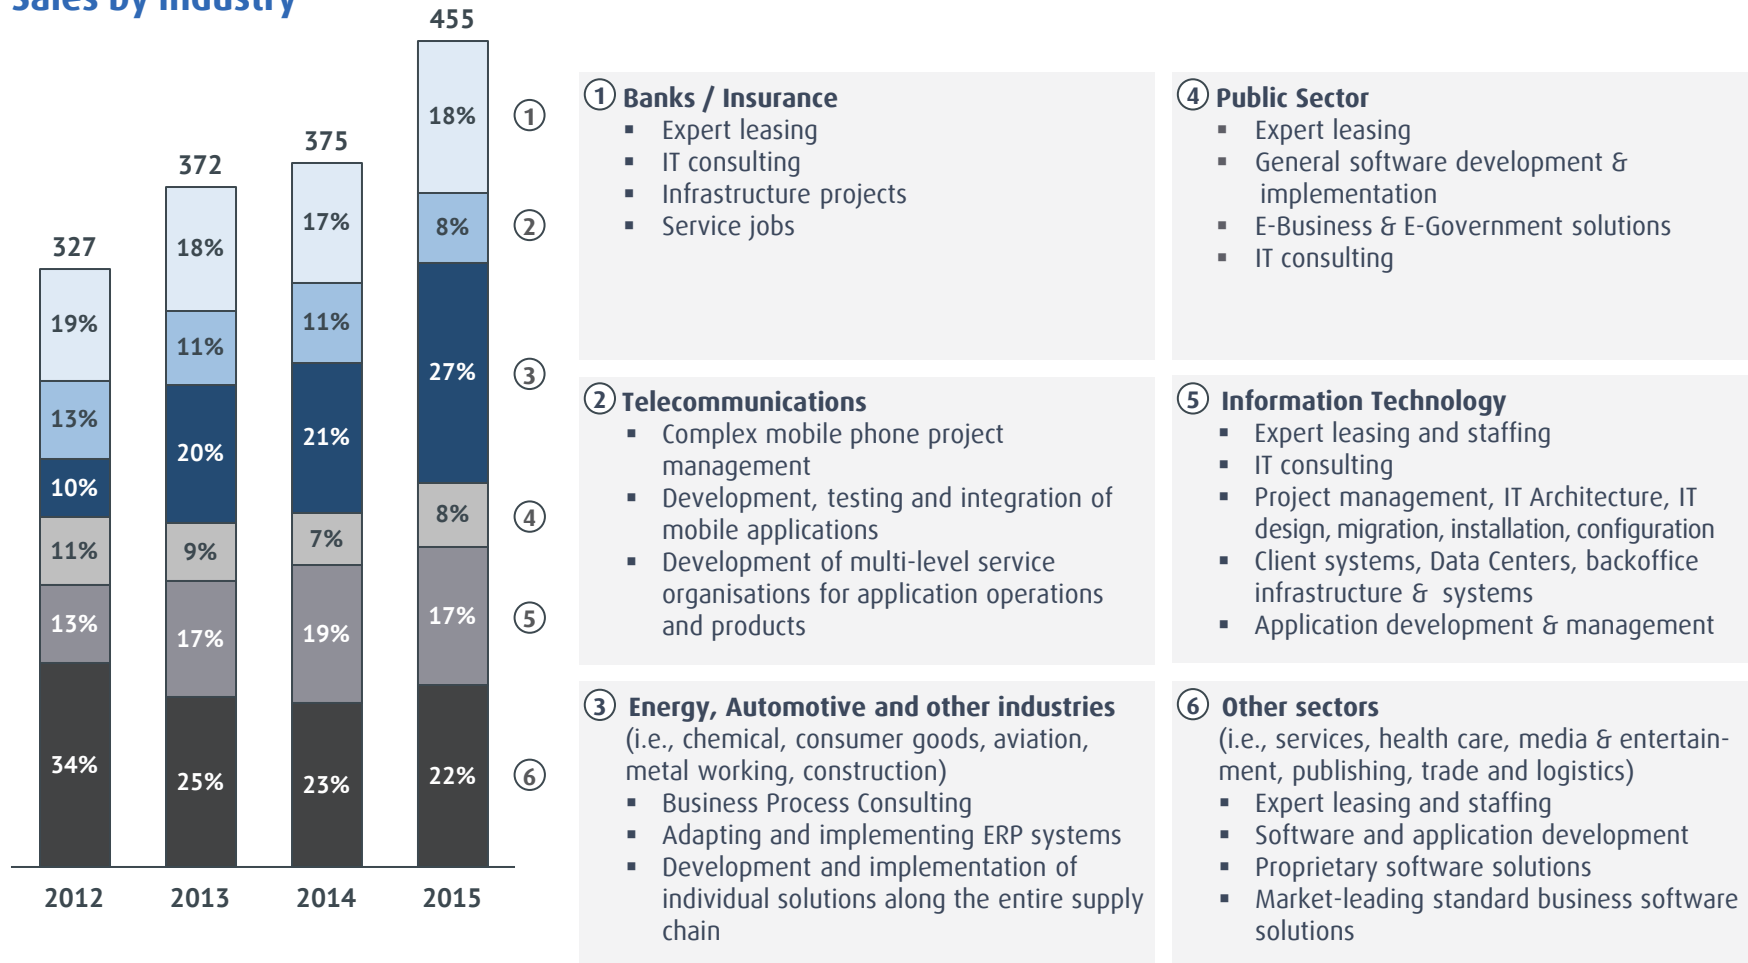 Sales by industry
455
375
372
327
18%
17%
18%
19%
8%
11%
11%
13%
27%
21%
20%
10%
8%
7%
9%
11%
17%
19%
17%
13%
22%
23%
25%
34%
2012 2013 2014 2015
1
2
3
4
5
6
1 Banks / Insurance
▪ Expert leasing
▪ IT consulting
▪ Infrastructure projects
▪ Service jobs
2 Telecommunications
▪ Complex mobile phone project
management
▪ Development, testing and integration of
mobile applications
▪ Development of multi-level service
organisations for application operations
and products
3 Energy, Automotive and other industries
(i.e., chemical, consumer goods, aviation,
metal working, construction)
▪ Business Process Consulting
▪ Adapting and implementing ERP systems
▪ Development and implementation of
individual solutions along the entire supply
chain
4 Public Sector
▪ Expert leasing
▪ General software development &
implementation
▪ E-Business & E-Government solutions
▪ IT consulting
5 Information Technology
▪ Expert leasing and staffing
▪ IT consulting
▪ Project management, IT Architecture, IT
design, migration, installation, configuration
▪ Client systems, Data Centers, backoffice
infrastructure & systems
▪ Application development & management
6 Other sectors
(i.e., services, health care, media & entertain-
ment, publishing, trade and logistics)
▪ Expert leasing and staffing
▪ Software and application development
▪ Proprietary software solutions
▪ Market-leading standard business software
solutions